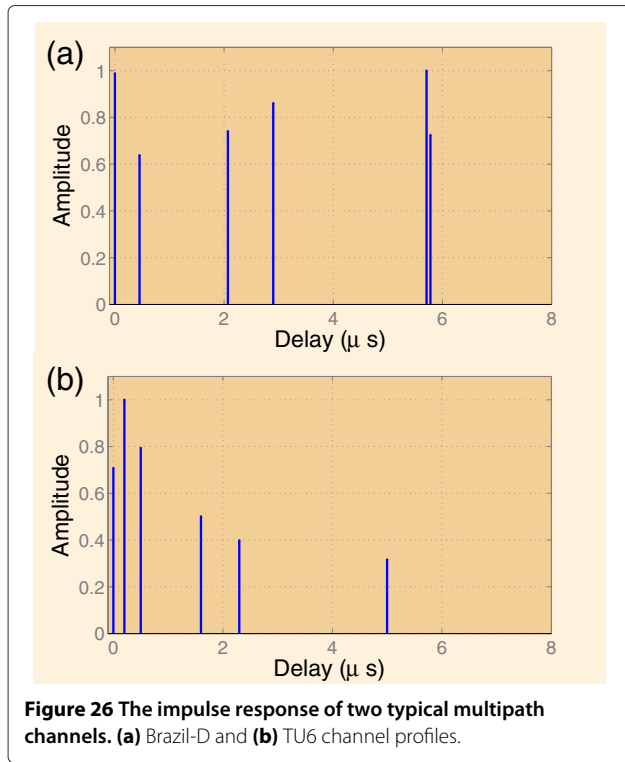 (a)
1
0.8
0.6
0.4
0.2
0
Amplitude
0 2 4 6 8
Delay (μ s)
(b)
1
0.8
0.6
0.4
0.2
0
Amplitude
0 2 4 6 8
Delay (μ s)
Figure 26 The impulse response of two typical multipath
channels. (a) Brazil-D and (b) TU6 channel profiles.